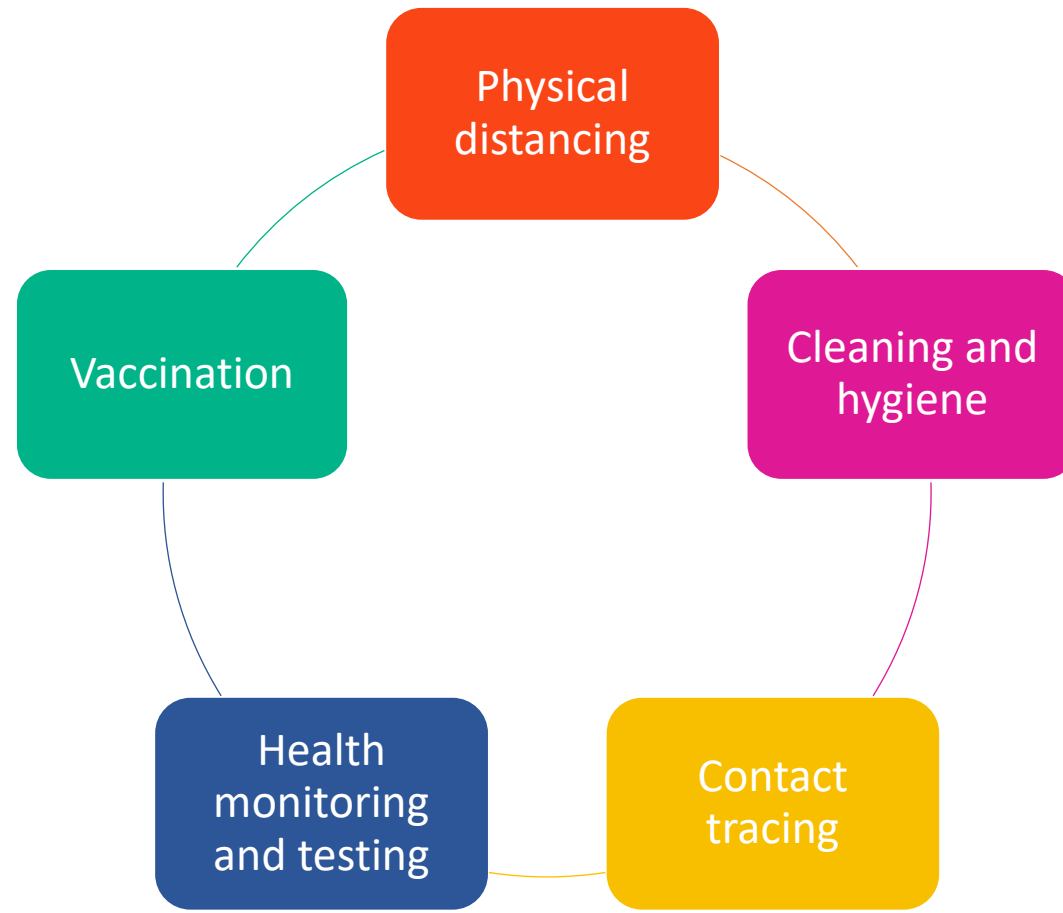 Physical
distancing
Cleaning and
hygiene
Contact
tracing
Health
monitoring
and testing
Vaccination